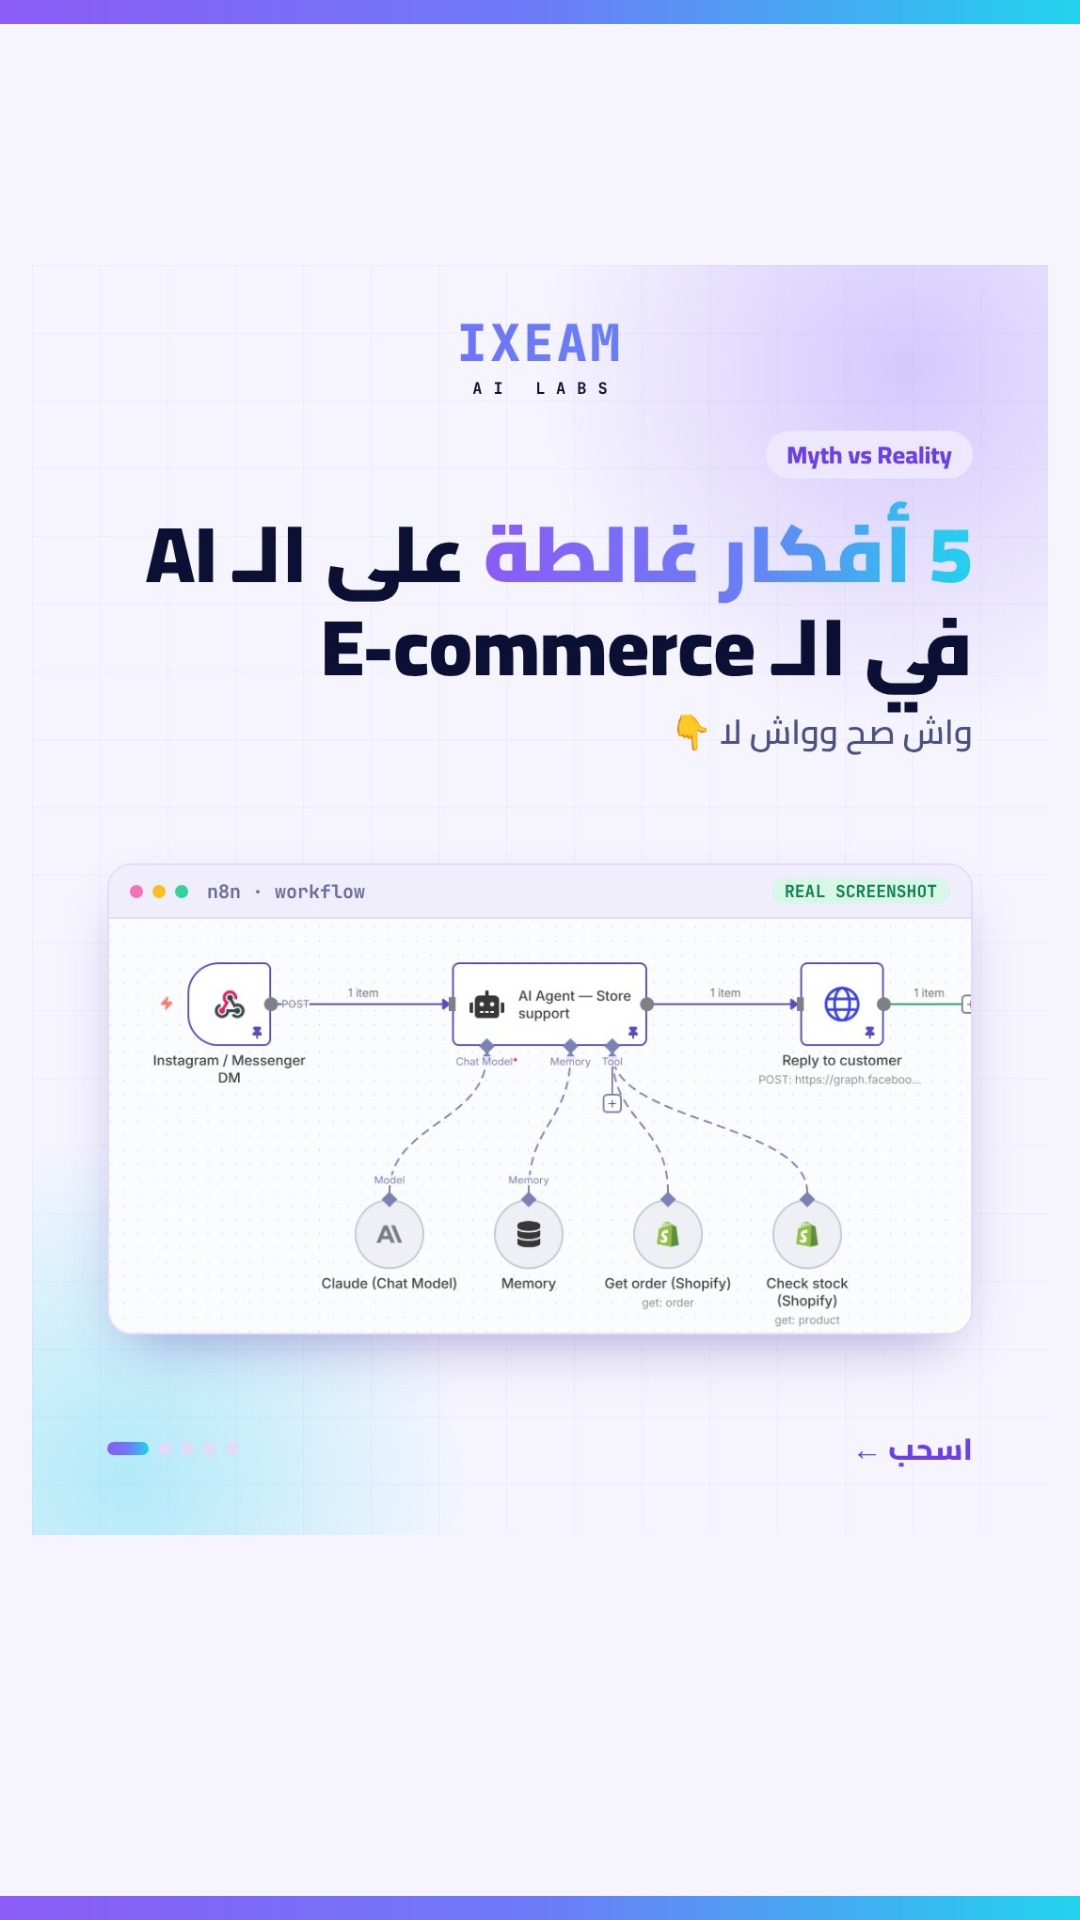 IXEAM
AI LABS
Myth vs Reality
5 أفكار غالطة على الـ AI
في الـ E-commerce
واش صح وواش لا 👇
n8n · workflow
REAL SCREENSHOT
POST
1 item
AI Agent — Store
support
1 item
1 item
Instagram / Messenger
DM
Chat Model*
Memory
Tool
Reply to customer
POST: https://graph.faceboo...
Model
Memory
Claude (Chat Model)
Memory
Get order (Shopify)
get: order
Check stock
(Shopify)
get: product
اسحب ←